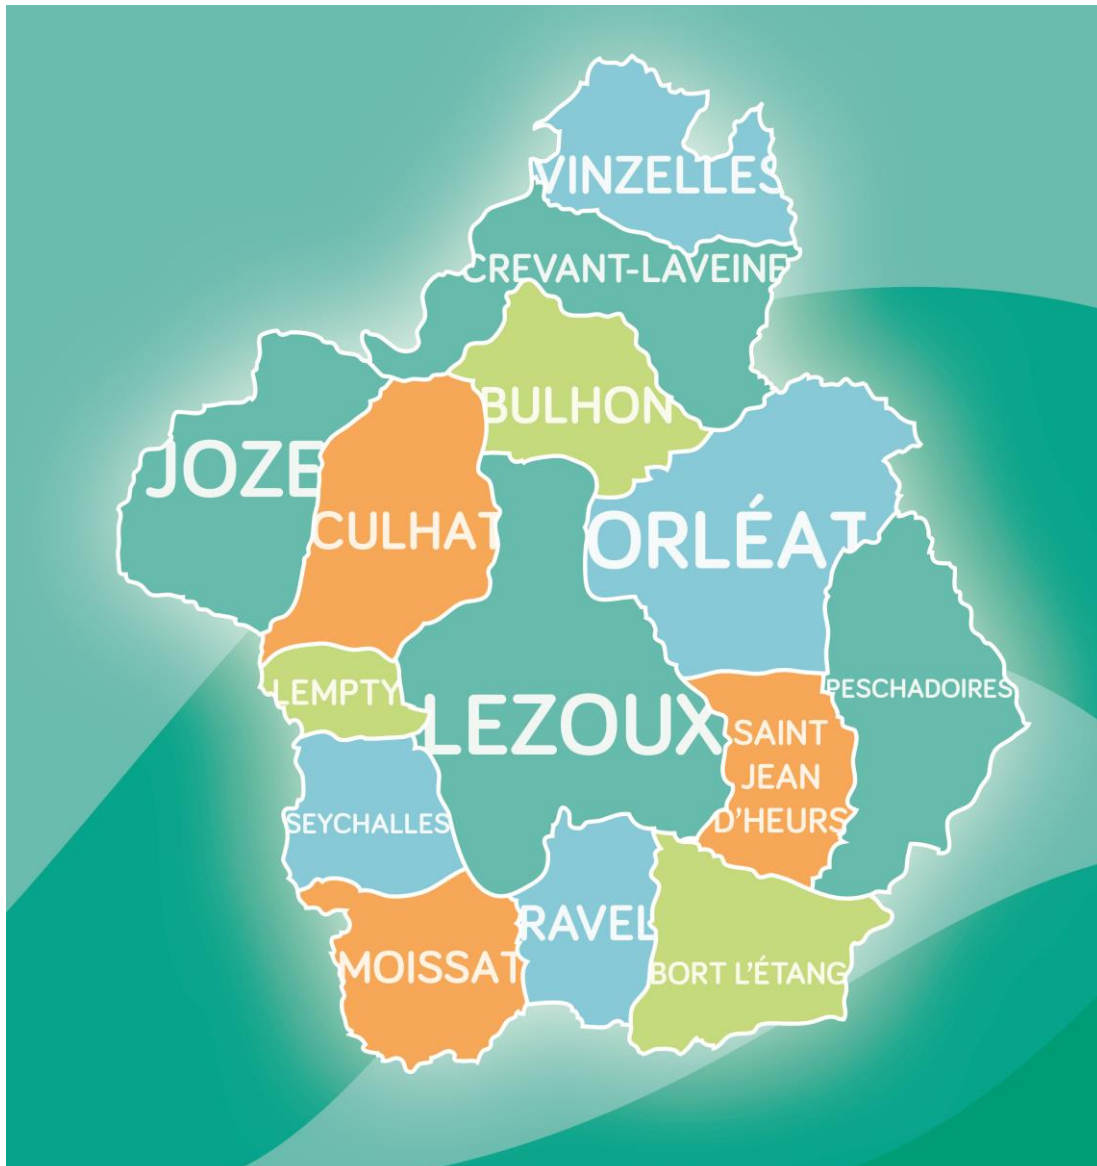 VINZELLES
CREVANT-LAVEINE
BULHON
JOZE
CULHAT
ORLÉAT
LEMPTY
PESCHADOIRES
LEZOUX
SAINT
JEAN
D'HEURS
SEYCHALLES
RAVEL
MOISSAT
BORT L'ÉTANG